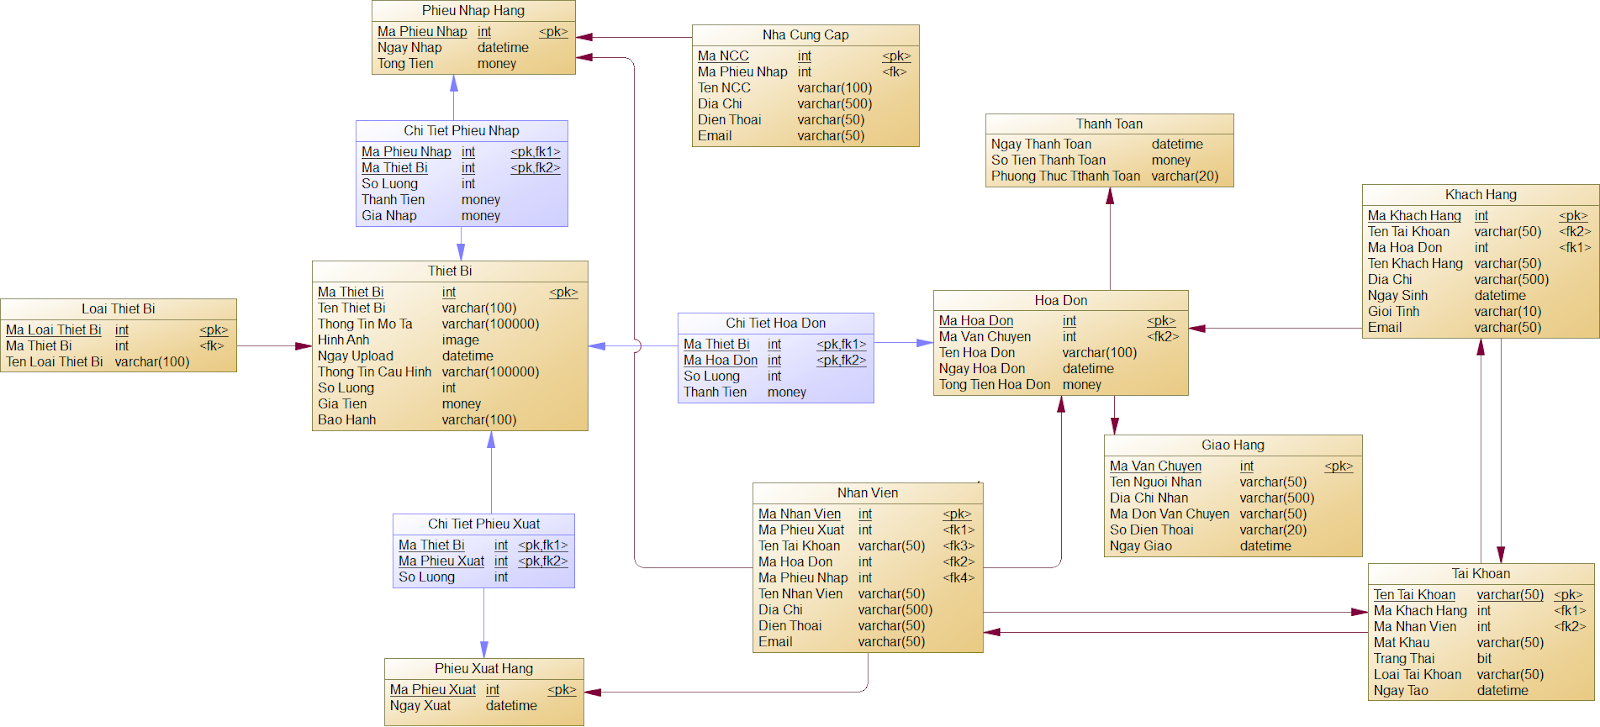 Phieu Nhap Hang
Ma Phieu Nhap int <pk>
Ngay Nhap datetime
Tong Tien money
Nha Cung Cap
Ma NCC int <pk>
Ma Phieu Nhap int <fk>
Ten NCC varchar(100)
Dia Chi varchar(500)
Dien Thoai varchar(50)
Email varchar(50)
Chi Tiet Phieu Nhap
Ma Phieu Nhap int <pk,fk1>
Ma Thiet Bi int <pk,fk2>
So Luong int
Thanh Tien money
Gia Nhap money
Thanh Toan
Ngay Thanh Toan datetime
So Tien Thanh Toan money
Phuong Thuc Tthanh Toan varchar(20)
Khach Hang
Ma Khach Hang int <pk>
Ten Tai Khoan varchar(50) <fk2>
Ma Hoa Don int <fk1>
Ten Khach Hang varchar(50)
Dia Chi varchar(500)
Ngay Sinh datetime
Gioi Tinh varchar(10)
Email varchar(50)
Loai Thiet Bi
Ma Loai Thiet Bi int <pk>
Ma Thiet Bi int <fk>
Ten Loai Thiet Bi varchar(100)
Thiet Bi
Ma Thiet Bi int <pk>
Ten Thiet Bi varchar(100)
Thong Tin Mo Ta varchar(100000)
Hinh Anh image
Ngay Upload datetime
Thong Tin Cau Hinh varchar(100000)
So Luong int
Gia Tien money
Bao Hanh varchar(100)
Chi Tiet Hoa Don
Ma Thiet Bi int <pk,fk1>
Ma Hoa Don int <pk,fk2>
So Luong int
Thanh Tien money
Hoa Don
Ma Hoa Don int <pk>
Ma Van Chuyen int <fk2>
Ten Hoa Don varchar(100)
Ngay Hoa Don datetime
Tong Tien Hoa Don money
Giao Hang
Ma Van Chuyen int <pk>
Ten Nguoi Nhan varchar(50)
Dia Chi Nhan varchar(500)
Ma Don Van Chuyen varchar(50)
So Dien Thoai varchar(20)
Ngay Giao datetime
Chi Tiet Phieu Xuat
Ma Thiet Bi int <pk,fk1>
Ma Phieu Xuat int <pk,fk2>
So Luong int
Nhan Vien
Ma Nhan Vien int <pk>
Ma Phieu Xuat int <fk1>
Ten Tai Khoan varchar(50) <fk3>
Ma Hoa Don int <fk2>
Ma Phieu Nhap int <fk4>
Ten Nhan Vien varchar(50)
Dia Chi varchar(500)
Dien Thoai varchar(50)
Email varchar(50)
Tai Khoan
Ten Tai Khoan varchar(50) <pk>
Ma Khach Hang int <fk1>
Ma Nhan Vien int <fk2>
Mat Khau varchar(50)
Trang Thai bit
Loai Tai Khoan varchar(50)
Ngay Tao datetime
Phieu Xuat Hang
Ma Phieu Xuat int <pk>
Ngay Xuat datetime